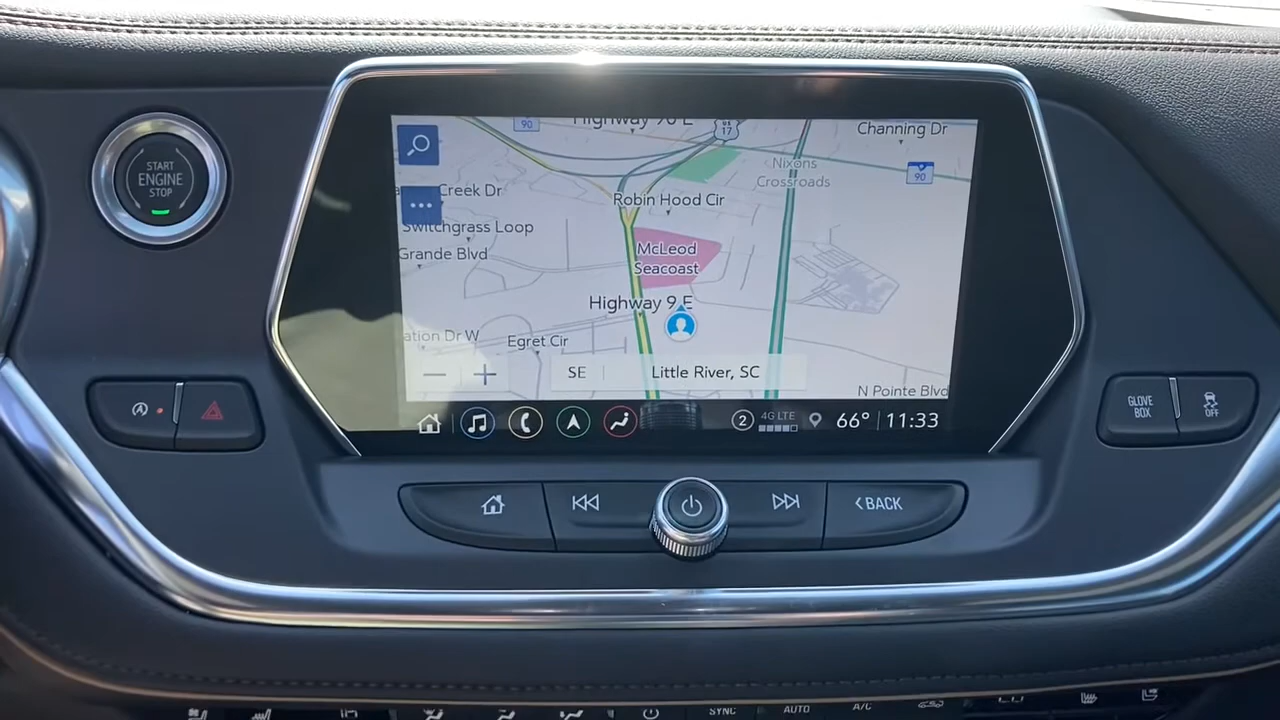 START
ENGINE
STOP
Highway 90 E
90
US
17
Channing Dr
Nixons
Crossroads
90
Creek Dr
Robin Hood Cir
Switchgrass Loop
Grande Blvd
McLeod
Seacoast
Highway 9 E
ation Dr W
Egret Cir
SE
Little River, SC
N Pointe Blvd
2
4G LTE
66°
11:33
A
GLOVE
BOX
OFF
BACK
SYNC
AUTO
A/C